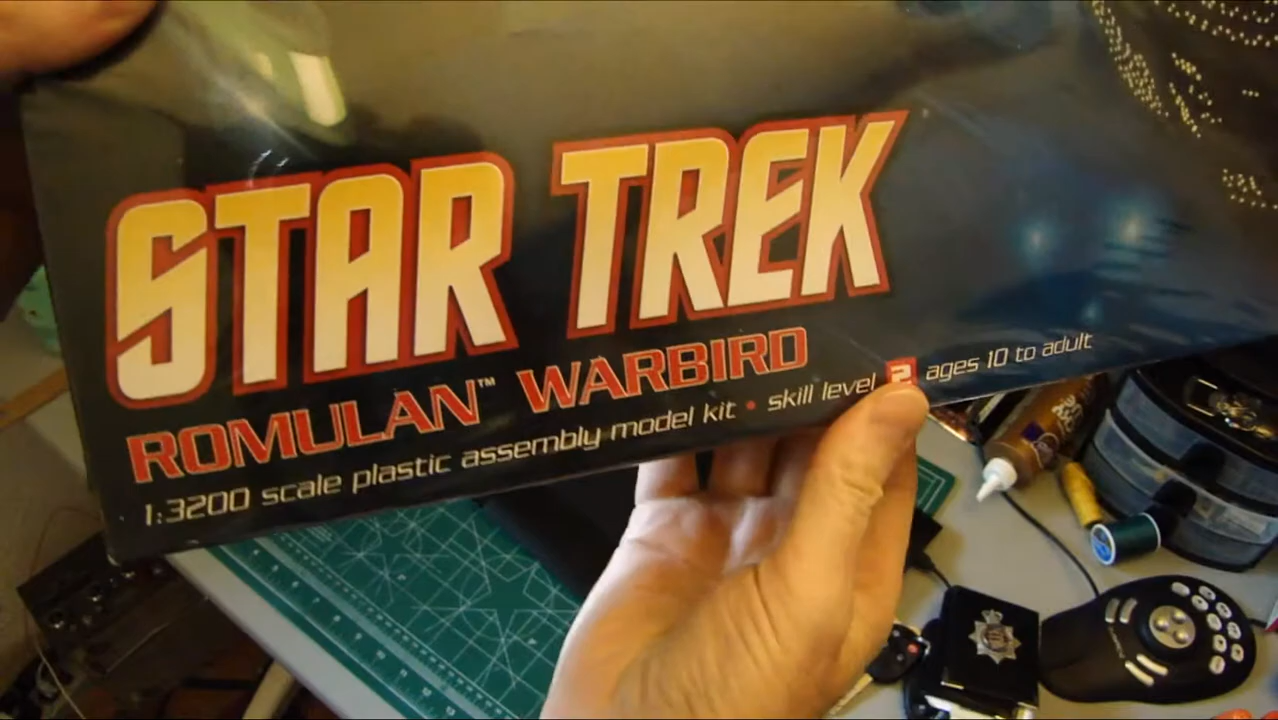 STAR TREK
ROMULAN™ WARBIRD
1:3200 scale plastic assembly model kit • skill level 2 ages 10 to adult